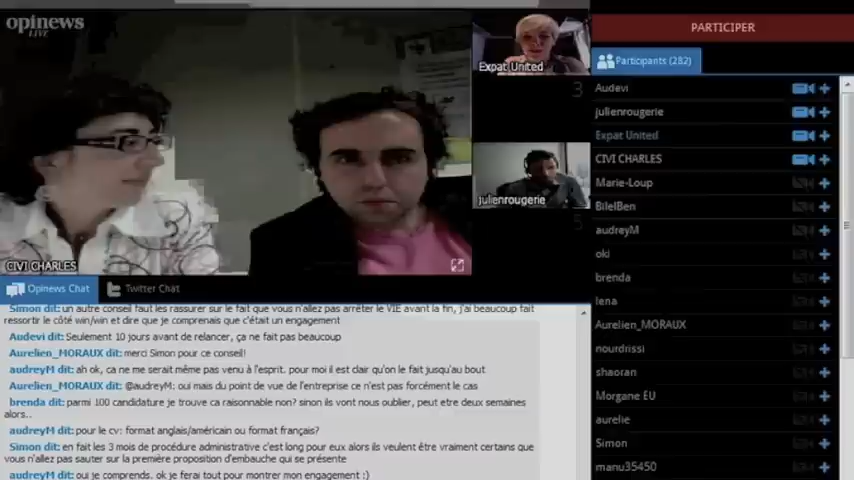 opinews
LIVE
Expat United
3
julienrougerie
5
CIVI CHARLES
PARTICIPER
Participants (282)
Audevi
julienrougerie
Expat United
CIVI CHARLES
Marie-Loup
BilelBen
audreyM
oki
brenda
lena
Aurelien_MORAUX
nourdrissi
shaoran
Morgane EU
aurelie
Simon
manu35450
Opinews Chat
Twitter Chat
Simon dit: un autre conseil faut les rassurer sur le fait que vous n'allez pas arrêter le VIE avant la fin, j'ai beaucoup fait
ressortir le côté win/win et dire que je comprenais que c'était un engagement
Audevi dit: Seulement 10 jours avant de relancer, ça ne fait pas beaucoup
Aurelien_MORAUX dit: merci Simon pour ce conseil!
audreyM dit: ah ok, ça ne me serait même pas venu à l'esprit. pour moi il est clair qu'on le fait jusqu'au bout
Aurelien_MORAUX dit: @audreyM: oui mais du point de vue de l'entreprise ce n'est pas forcément le cas
brenda dit: parmi 100 candidature je trouve ca raisonnable non? sinon ils vont nous oublier, peut etre deux semaines
alors..
audreyM dit: pour le cv: format anglais/américain ou format français?
Simon dit: en fait les 3 mois de procédure administrative c'est long pour eux alors ils veulent être vraiment certains que
vous n'allez pas sauter sur la première proposition d'embauche qui se présente
audreyM dit: oui je comprends. ok je ferai tout pour montrer mon engagement :)